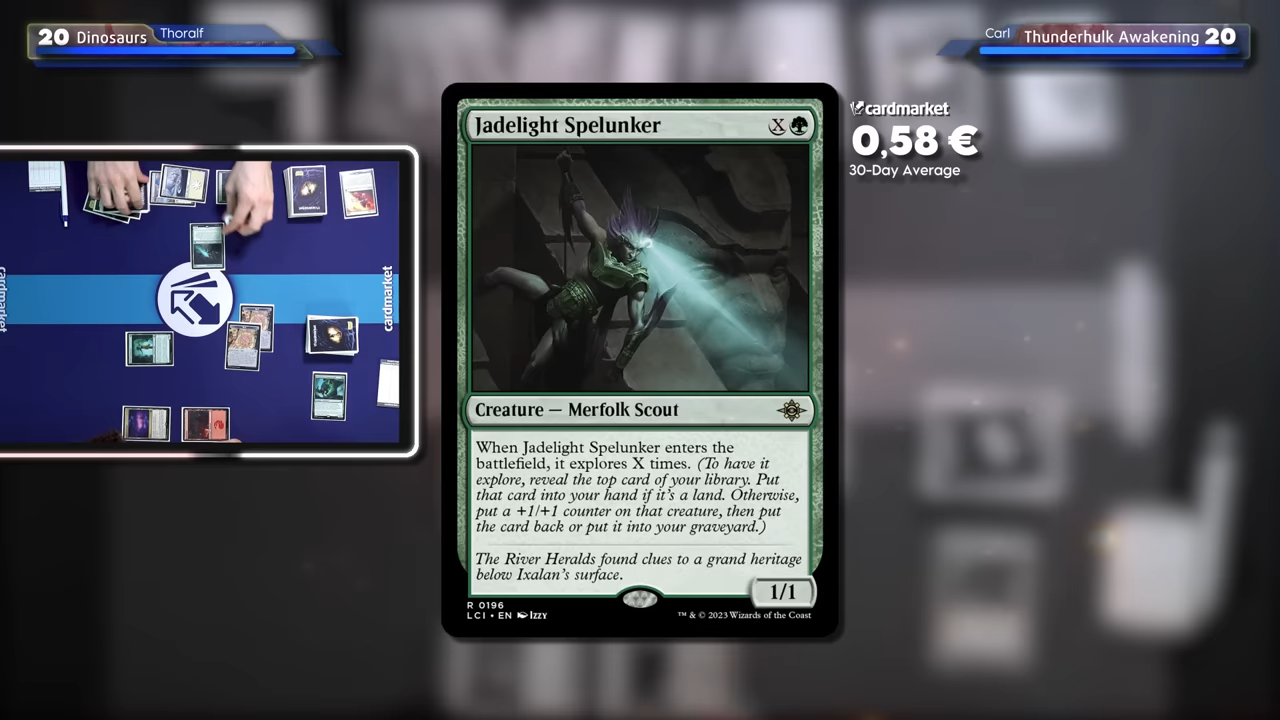 20 Dinosaurs Thoralf
Carl Thunderhulk Awakening 20
cardmarket
0,58 €
30-Day Average
Jadelight Spelunker X
Creature — Merfolk Scout
When Jadelight Spelunker enters the
battlefield, it explores X times. (To have it
explore, reveal the top card of your library. Put
that card into your hand if it's a land. Otherwise,
put a +1/+1 counter on that creature, then put
the card back or put it into your graveyard.)
The River Heralds found clues to a grand heritage
below Ixalan's surface.
1/1
R 0196
LCI • EN Izzy
™ & © 2023 Wizards of the Coast
cardmarket
cardmarket